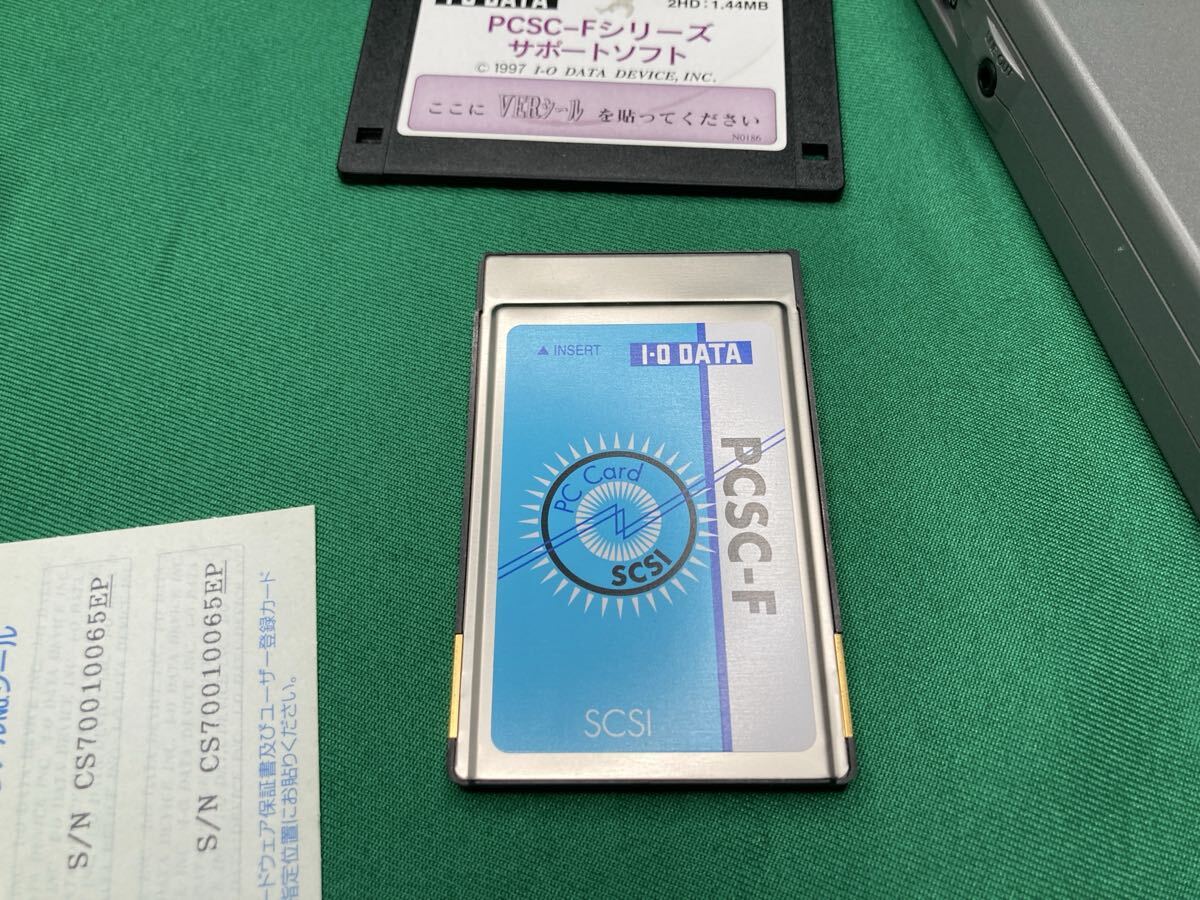 I-O DATA
2HD:1.44MB
PCSC-Fシリーズ
サポートソフト
© 1997 I-O DATA DEVICE, INC.
ここに VERシール を貼ってください
N0186
▲ INSERT
I-O DATA
PC Card
SCSI
PCSC-F
SCSI
S/N CS70010065EP
S/N CS70010065EP
ードウェア保証書及びユーザー登録カード
指定位置にお貼りください。